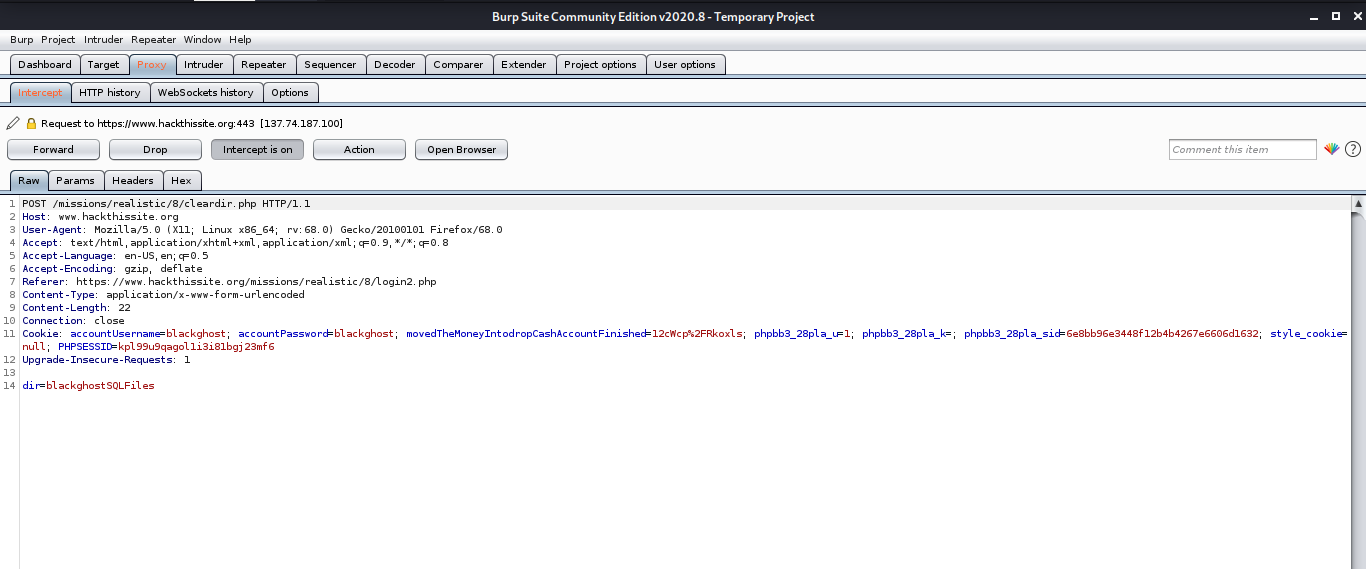 Burp Suite Community Edition v2020.8 - Temporary Project
Burp Project Intruder Repeater Window Help
Dashboard Target Proxy Intruder Repeater Sequencer Decoder Comparer Extender Project options User options
Intercept HTTP history WebSockets history Options
Request to https://www.hackthissite.org:443 [137.74.187.100]
Forward Drop Intercept is on Action Open Browser Comment this item ?
Raw Params Headers Hex
1 POST /missions/realistic/8/cleardir.php HTTP/1.1
2 Host: www.hackthissite.org
3 User-Agent: Mozilla/5.0 (X11; Linux x86_64; rv:68.0) Gecko/20100101 Firefox/68.0
4 Accept: text/html,application/xhtml+xml,application/xml;q=0.9,*/*;q=0.8
5 Accept-Language: en-US,en;q=0.5
6 Accept-Encoding: gzip, deflate
7 Referer: https://www.hackthissite.org/missions/realistic/8/login2.php
8 Content-Type: application/x-www-form-urlencoded
9 Content-Length: 22
10 Connection: close
11 Cookie: accountUsername=blackghost; accountPassword=blackghost; movedTheMoneyIntodropCashAccountFinished=12cWcp%2FRkoxls; phpbb3_28pla_u=1; phpbb3_28pla_k=; phpbb3_28pla_sid=6e8bb96e3448f12b4b4267e6606d1632; style_cookie=
null; PHPSESSID=kpl99u9qagol1i3i81bgj23mf6
12 Upgrade-Insecure-Requests: 1
13
14 dir=blackghostSQLFiles